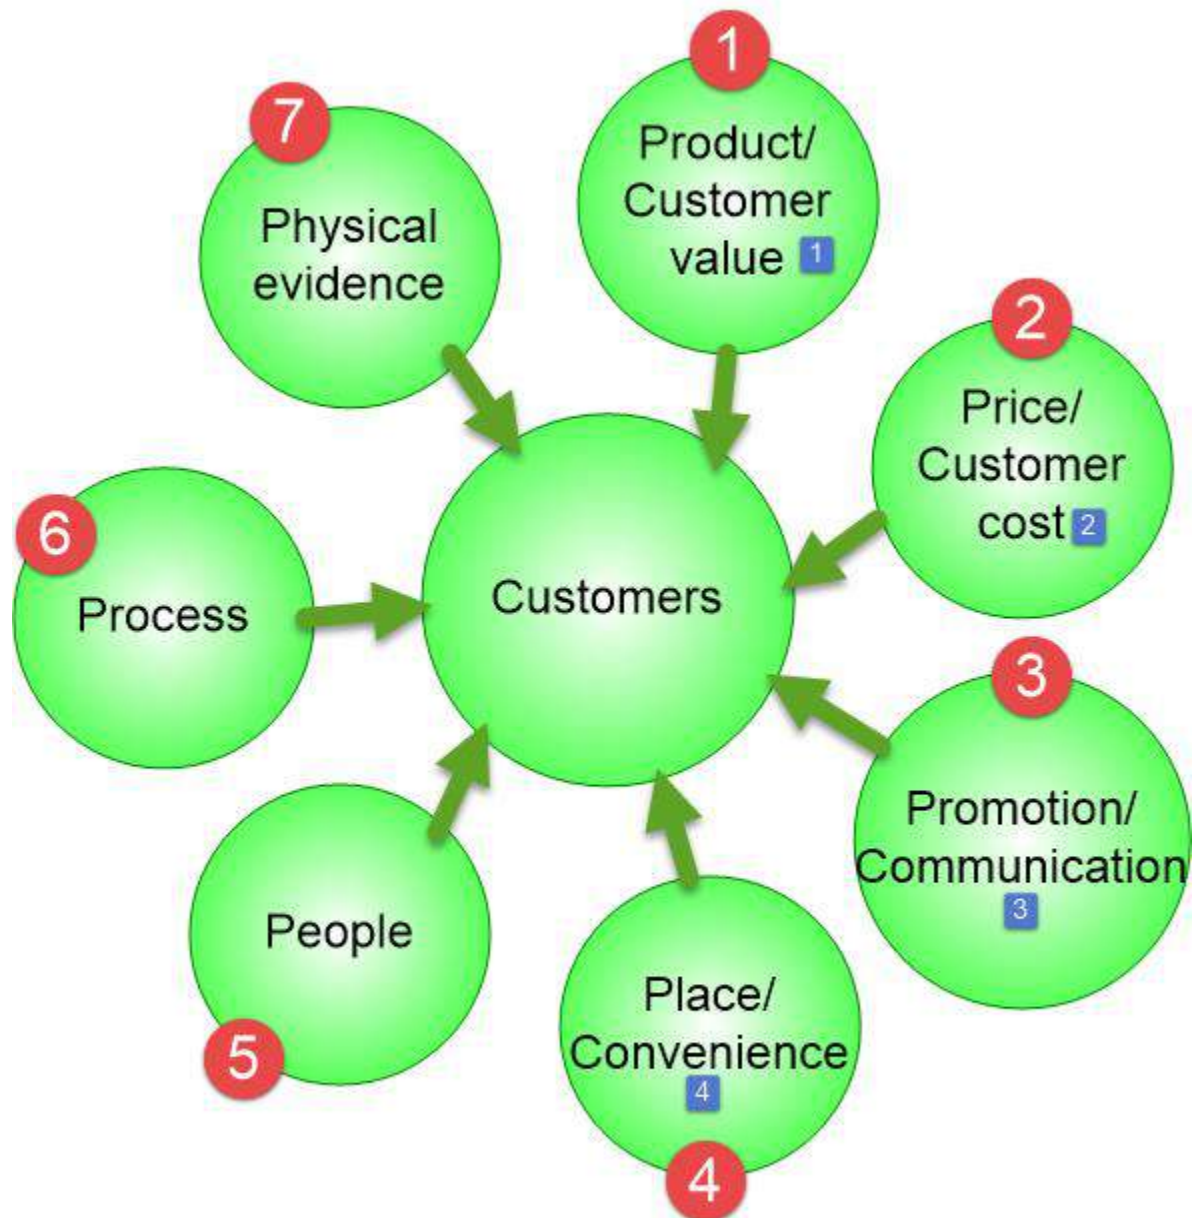 1
Product/
Customer
value 1
2
Price/
Customer
cost 2
3
Promotion/
Communication
3
Place/
Convenience
4
4
People
5
6
Process
7
Physical
evidence
Customers